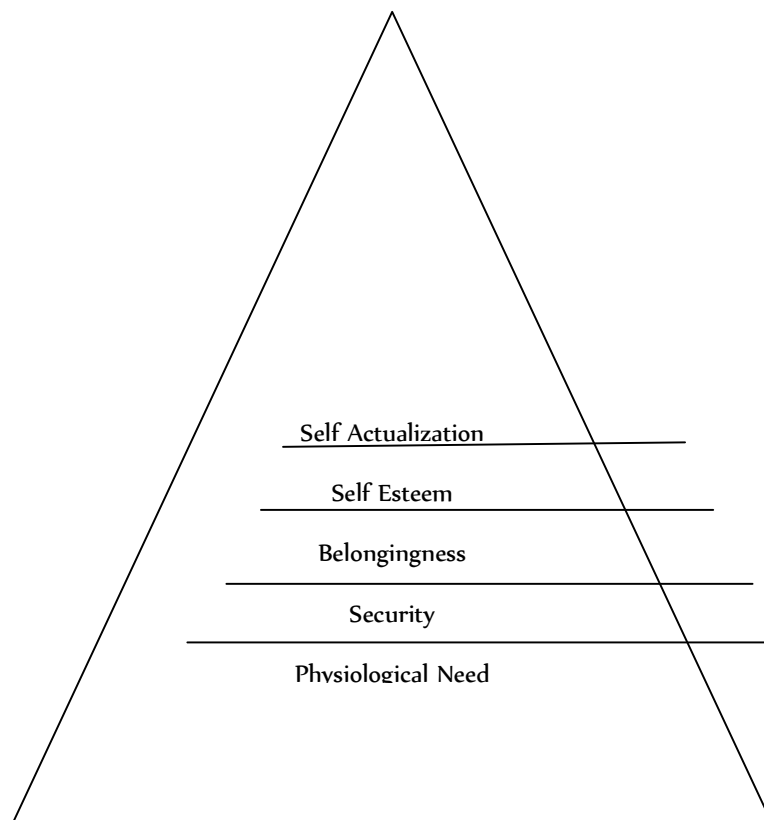 Self Actualization
Self Esteem
Belongingness
Security
Physiological Need